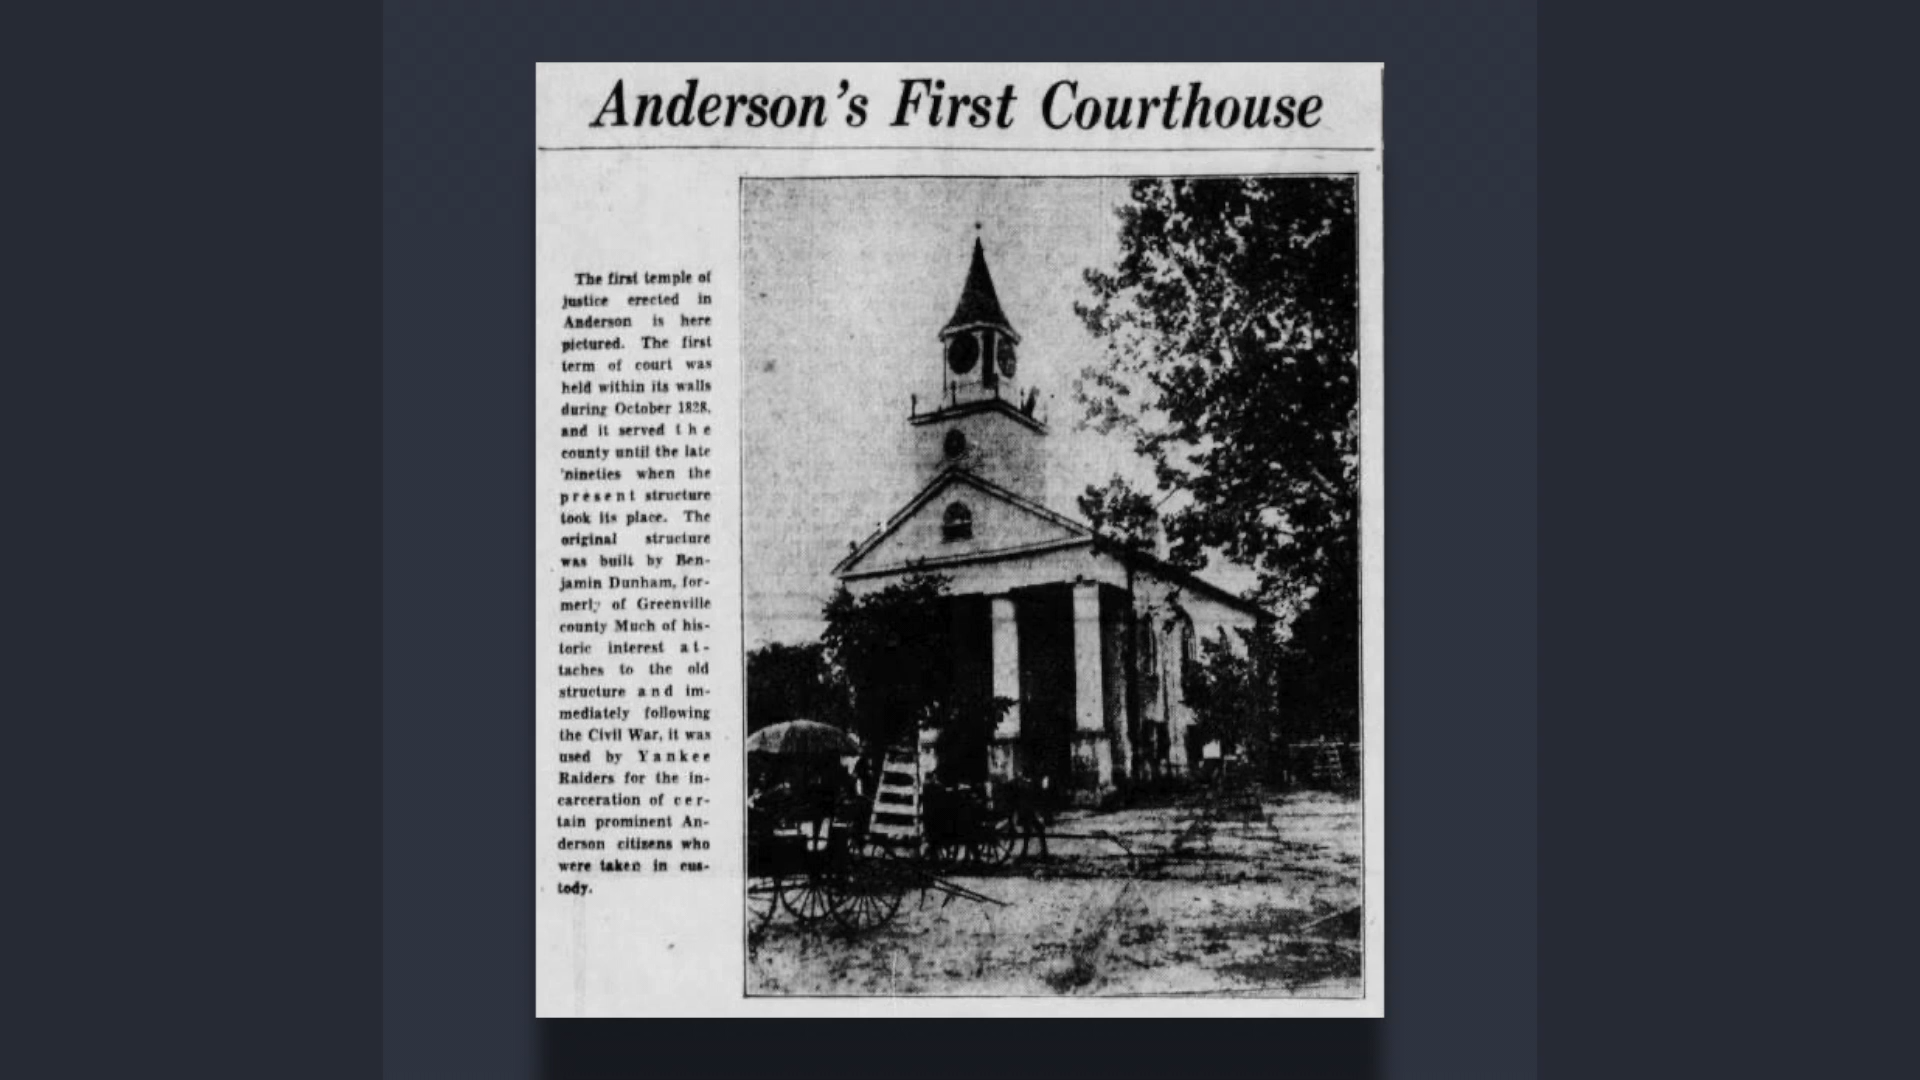 Anderson's First Courthouse
The first temple of
justice erected in
Anderson is here
pictured. The first
term of court was
held within its walls
during October 1828,
and it served the
county until the late
'nineties when the
present structure
took its place. The
original structure
was built by Ben-
jamin Dunham, for-
merly of Greenville
county Much of his-
toric interest at-
taches to the old
structure and im-
mediately following
the Civil War, it was
used by Yankee
Raiders for the in-
carceration of cer-
tain prominent An-
derson citizens who
were taken in cus-
tody.